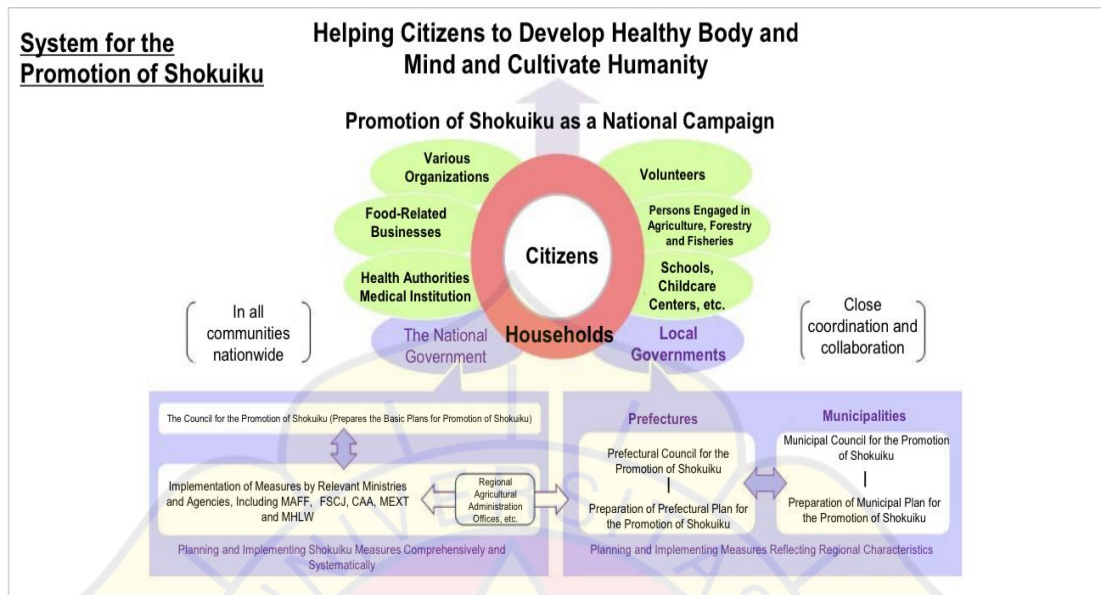 System for the
Promotion of Shokuiku
Helping Citizens to Develop Healthy Body and
Mind and Cultivate Humanity
Promotion of Shokuiku as a National Campaign
Various
Organizations
Volunteers
Food-Related
Businesses
Persons Engaged in
Agriculture, Forestry
and Fisheries
Citizens
Health Authorities
Medical Institution
Schools,
Childcare
Centers, etc.
In all
communities
nationwide
The National
Government
Households
Local
Governments
Close
coordination and
collaboration
The Council for the Promotion of Shokuiku (Prepares the Basic Plans for Promotion of Shokuiku)
Implementation of Measures by Relevant Ministries
and Agencies, Including MAFF, FSCJ, CAA, MEXT
and MHLW
Planning and Implementing Shokuiku Measures Comprehensively and
Systematically
Regional
Agricultural
Administration
Offices, etc.
Prefectures
Prefectural Council for the
Promotion of Shokuiku
Preparation of Prefectural Plan for
the Promotion of Shokuiku
Municipalities
Municipal Council for the Promotion
of Shokuiku
Preparation of Municipal Plan for
the Promotion of Shokuiku
Planning and Implementing Measures Reflecting Regional Characteristics